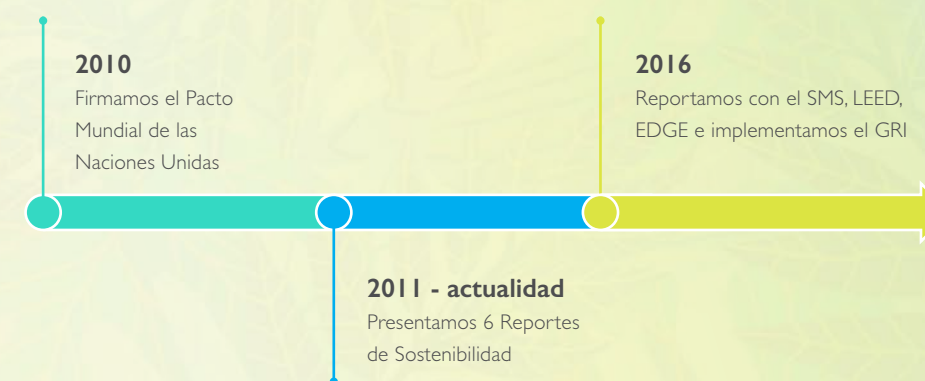 2010
Firmamos el Pacto
Mundial de las
Naciones Unidas
2011 - actualidad
Presentamos 6 Reportes
de Sostenibilidad
2016
Reportamos con el SMS, LEED,
EDGE e implementamos el GRI